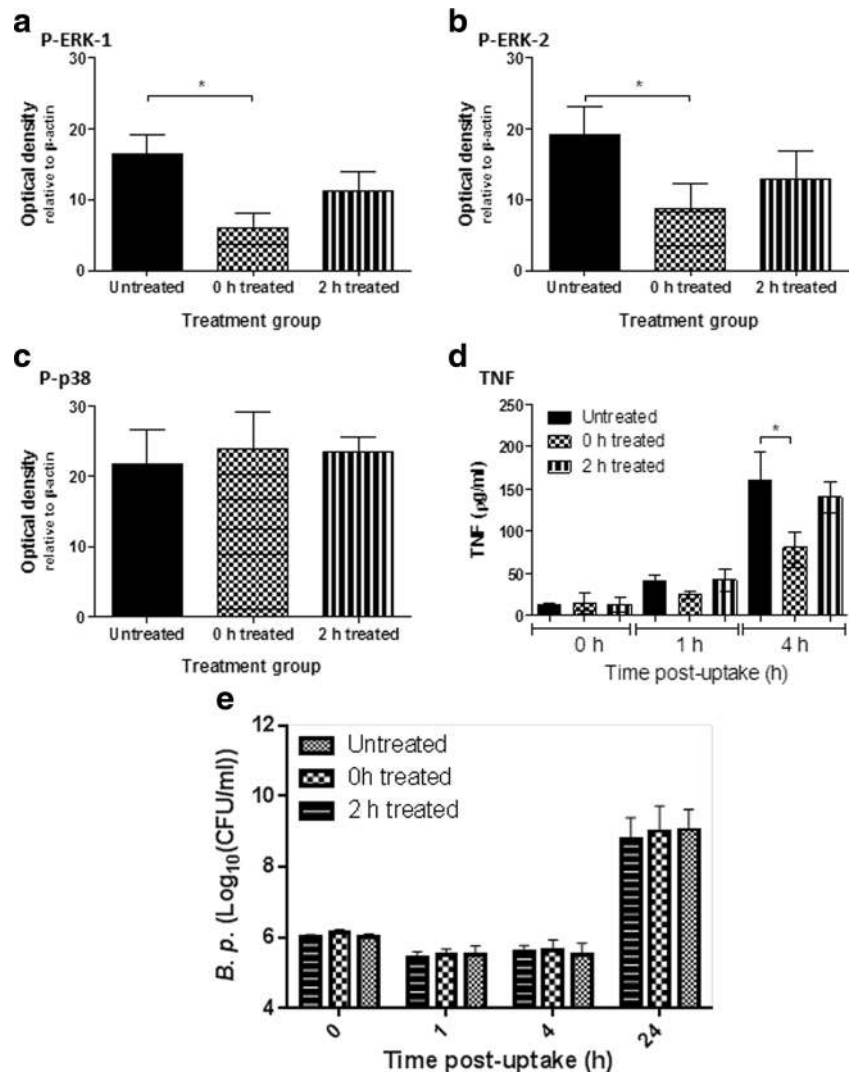 a
P-ERK-1
Optical density
relative to β-actin
30
20
10
0
*
Untreated
0 h treated
2 h treated
Treatment group
b
P-ERK-2
Optical density
relative to β-actin
30
20
10
0
*
Untreated
0 h treated
2 h treated
Treatment group
c
P-p38
Optical density
relative to β-actin
30
20
10
0
Untreated
0 h treated
2 h treated
Treatment group
d
TNF
TNF (pg/ml)
250
200
150
100
50
0
Untreated
0 h treated
2 h treated
*
0 h
1 h
4 h
Time post-uptake (h)
e
B. p. (Log10(CFU/ml))
12
10
8
6
4
Untreated
0h treated
2 h treated
0
1
4
24
Time post-uptake (h)